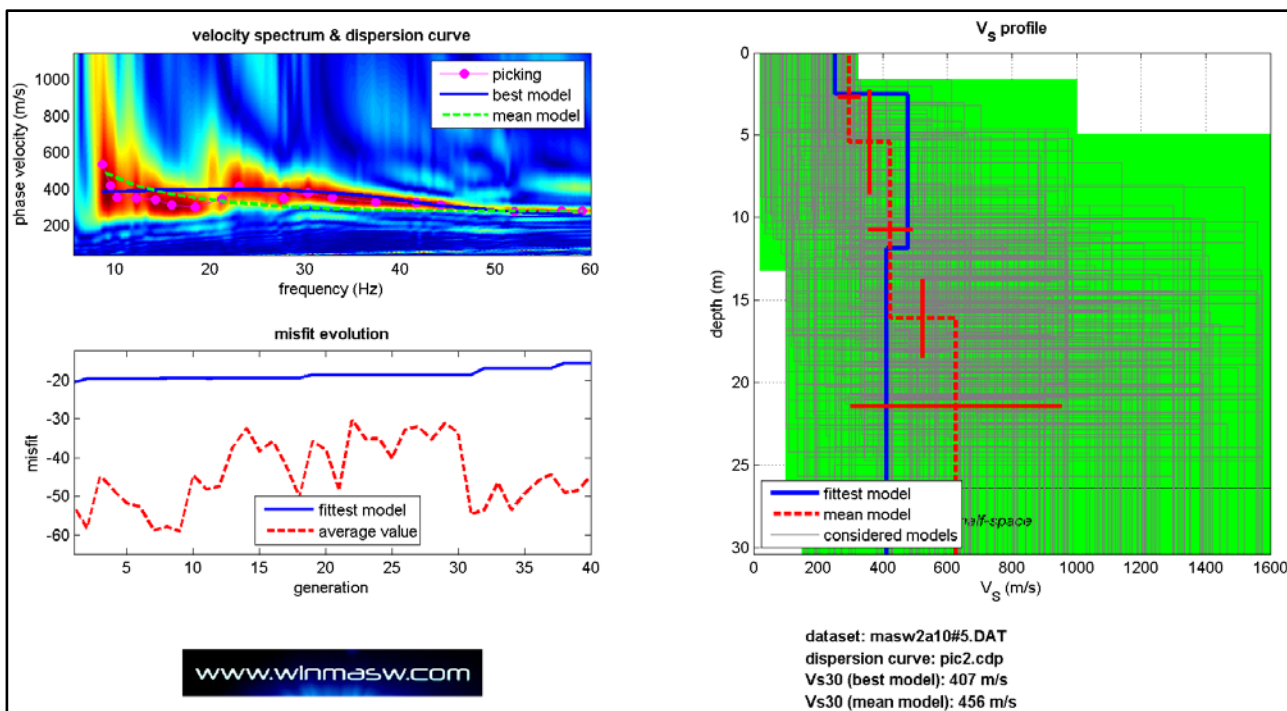 velocity spectrum & dispersion curve
1000
800
600
400
200
phase velocity (m/s)
picking
best model
mean model
10
20
30
40
50
60
frequency (Hz)
misfit evolution
-20
-30
-40
-50
-60
misfit
fittest model
average value
5
10
15
20
25
30
35
40
generation
www.winmasw.com
VS profile
0
5
10
15
20
25
30
depth (m)
fittest model
mean model
considered models
half-space
0
200
400
600
800
1000
1200
1400
1600
VS (m/s)
dataset: masw2a10#5.DAT
dispersion curve: pic2.cdp
Vs30 (best model): 407 m/s
Vs30 (mean model): 456 m/s